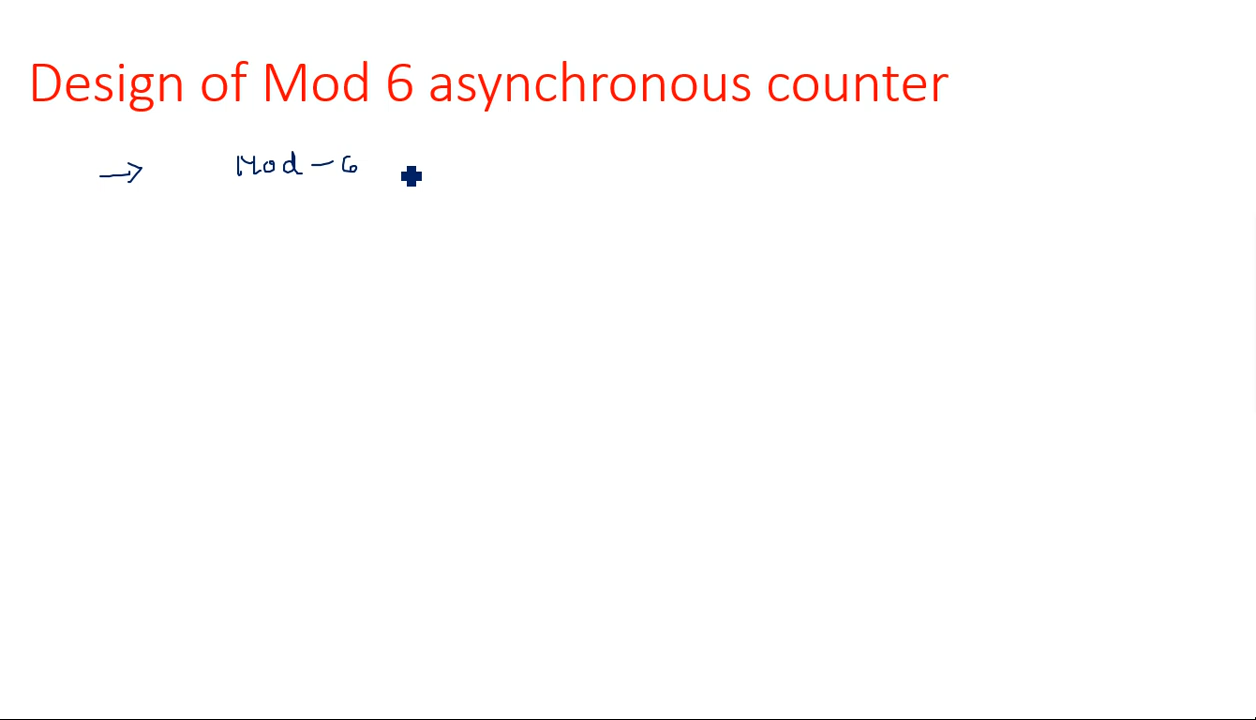 Design of Mod 6 asynchronous counter
→ Mod - 6